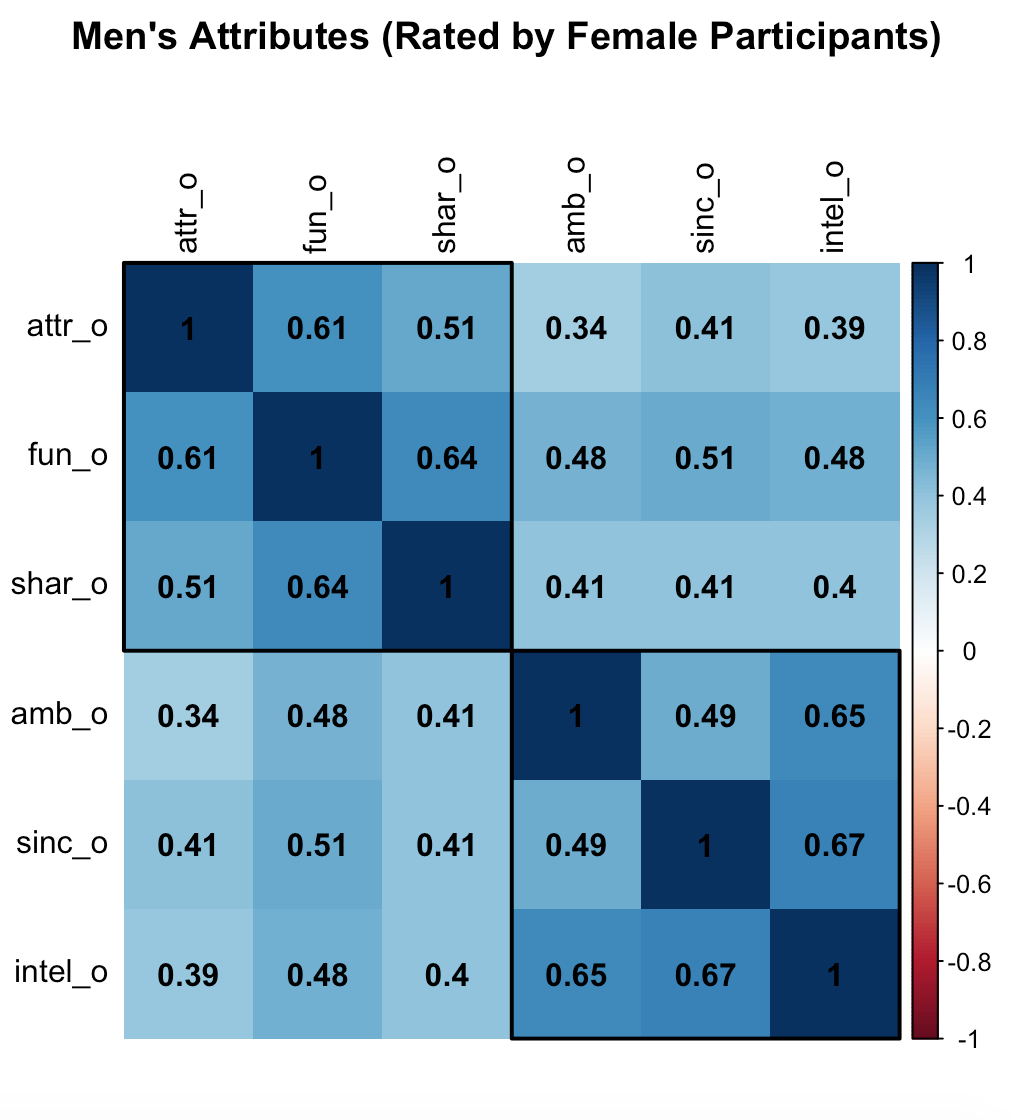 Men's Attributes (Rated by Female Participants)
attr_o fun_o shar_o amb_o sinc_o intel_o
attr_o 1 0.61 0.51 0.34 0.41 0.39
fun_o 0.61 1 0.64 0.48 0.51 0.48
shar_o 0.51 0.64 1 0.41 0.41 0.4
amb_o 0.34 0.48 0.41 1 0.49 0.65
sinc_o 0.41 0.51 0.41 0.49 1 0.67
intel_o 0.39 0.48 0.4 0.65 0.67 1
1
0.8
0.6
0.4
0.2
0
-0.2
-0.4
-0.6
-0.8
-1